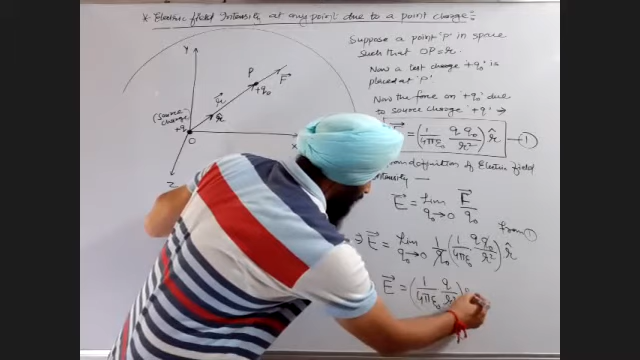 * Electric field Intensity at any point due to a point charge :
Suppose a point 'P' in space
such that OP = r.
Now a test charge +q₀ is
placed at 'P'
Now the force on '+q₀' due
to source charge '+q' →
= (1/4πε₀ q q₀/r²) r̂ —①
from definition of Electric field
Intensity —
E⃗ = Lim q₀→0 F⃗/q₀
⇒ E⃗ = Lim q₀→0 1/q₀ (1/4πε₀ q q₀/r²) r̂ from ①
E⃗ = (1/4πε₀ q/r²)
Y
P
+q₀
F⃗
r⃗
r̂
(Source
charge)
+q
O
X
Z